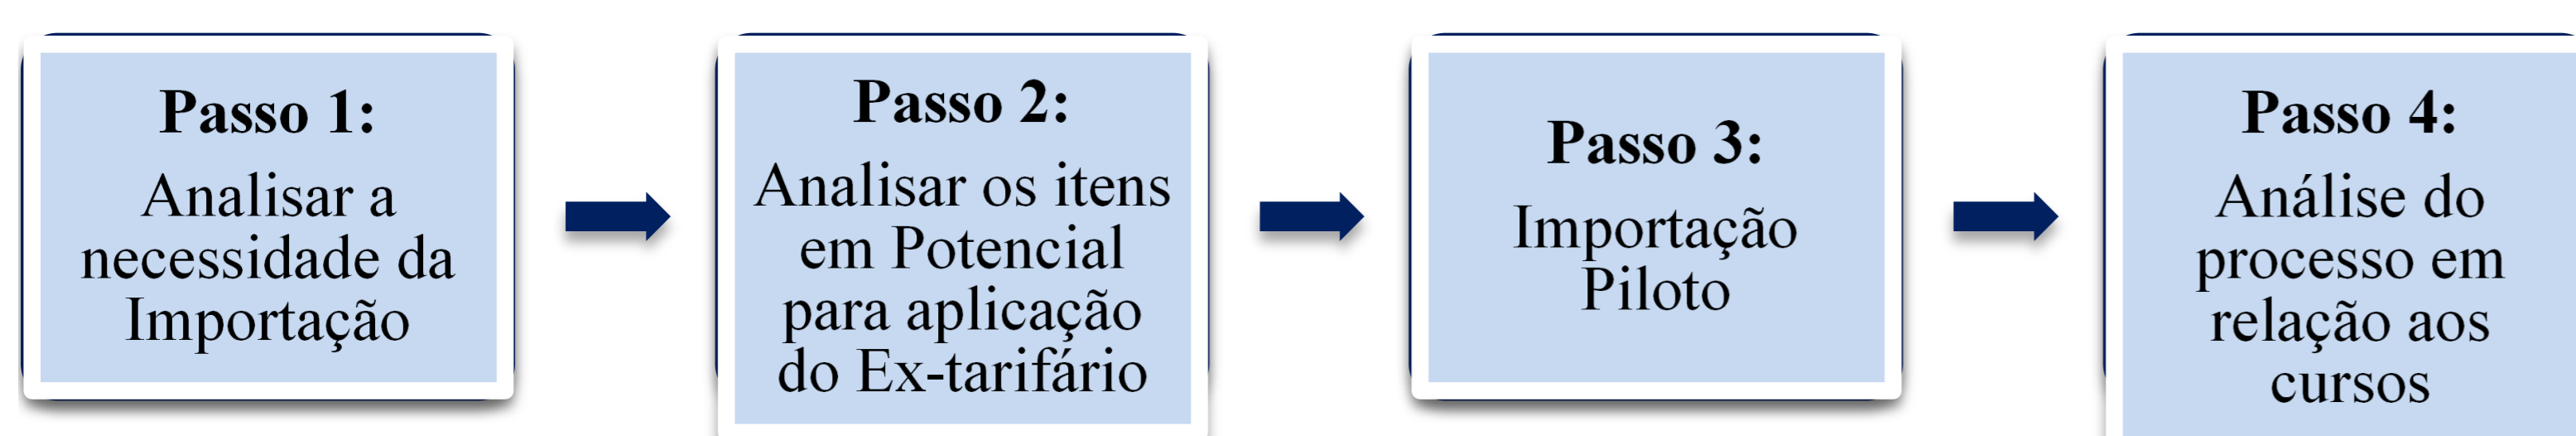 Passo 1:
Analisar a
necessidade da
Importação
Passo 2:
Analisar os itens
em Potencial
para aplicação
do Ex-tarifário
Passo 3:
Importação
Piloto
Passo 4:
Análise do
processo em
relação aos
cursos